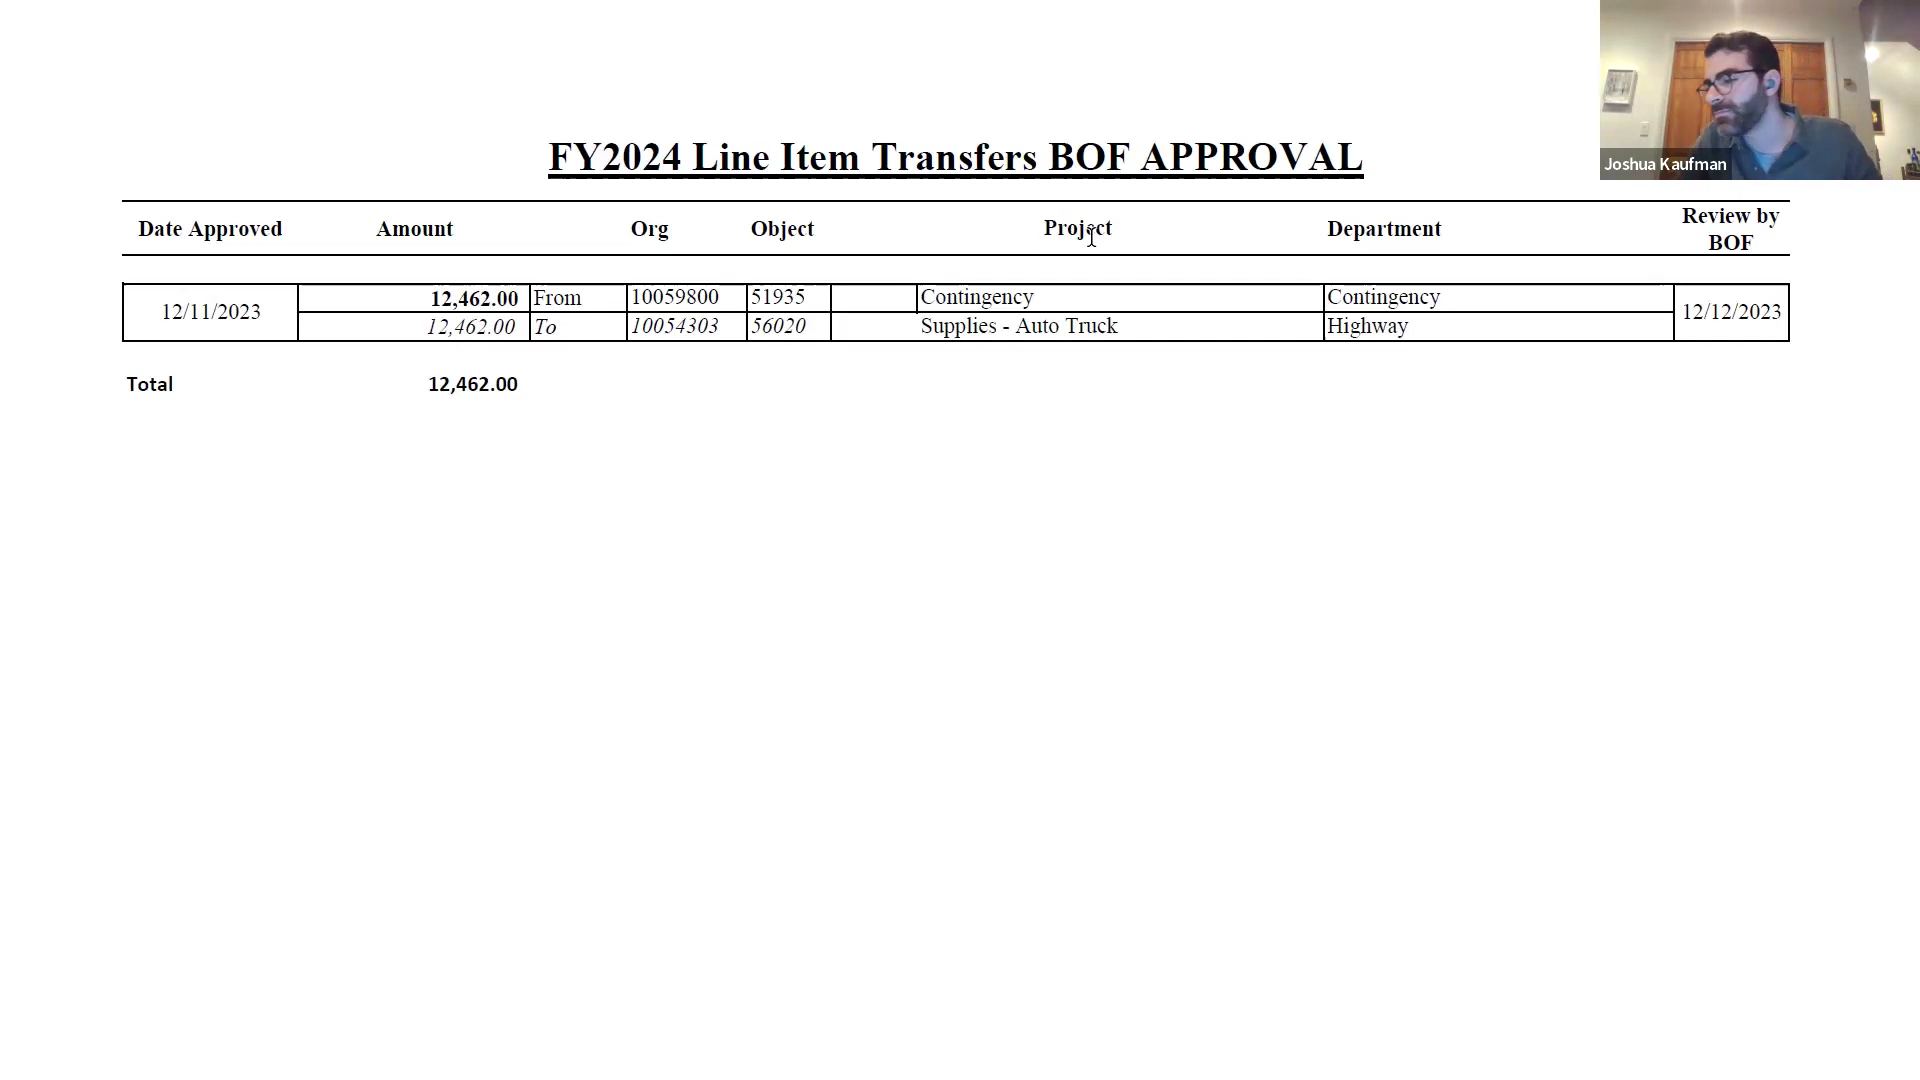 Joshua Kaufman
FY2024 Line Item Transfers BOF APPROVAL
Date Approved Amount Org Object Project Department Review by BOF
12/11/2023 12,462.00 From 10059800 51935 Contingency Contingency 12/12/2023
12,462.00 To 10054303 56020 Supplies - Auto Truck Highway
Total 12,462.00